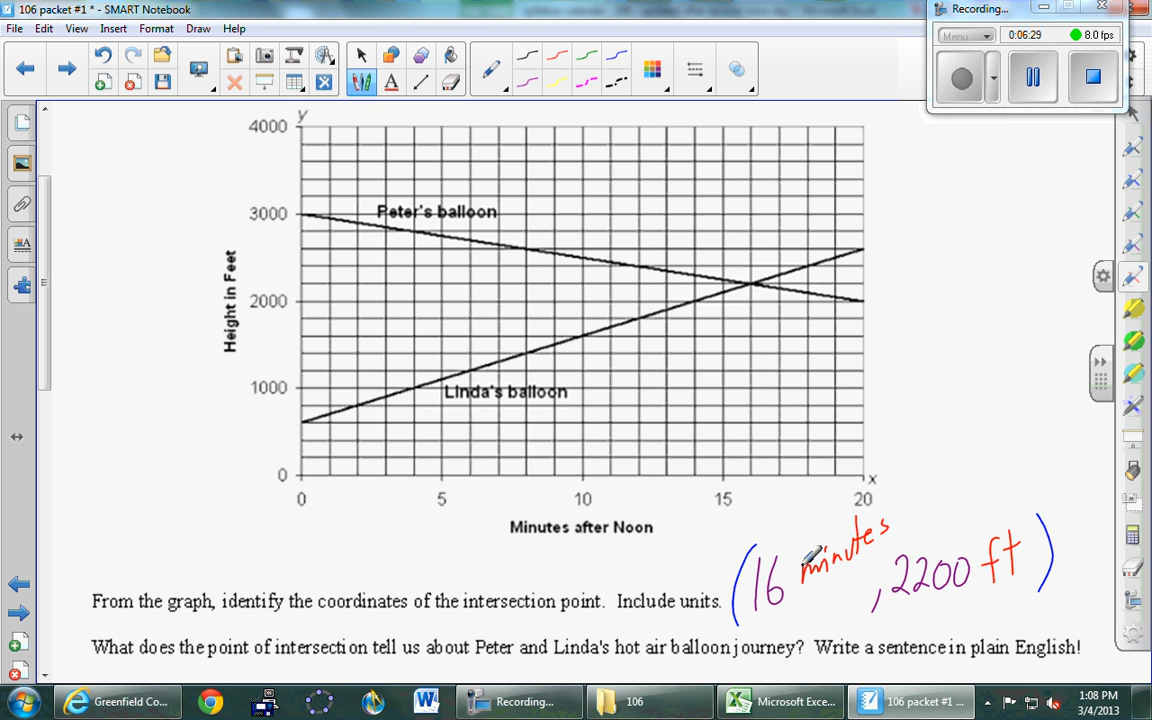 106 packet #1 * - SMART Notebook
Recording...
File Edit View Insert Format Draw Help
Menu 0:06:29 8.0 fps
y
4000
3000
2000
1000
0
Height in Feet
Peter's balloon
Linda's balloon
x
0 5 10 15 20
Minutes after Noon
(16 minutes, 2200 ft)
From the graph, identify the coordinates of the intersection point. Include units.
What does the point of intersection tell us about Peter and Linda's hot air balloon journey? Write a sentence in plain English!
Greenfield Co... Recording... 106 Microsoft Exce... 106 packet #1 ...
1:08 PM
3/4/2013